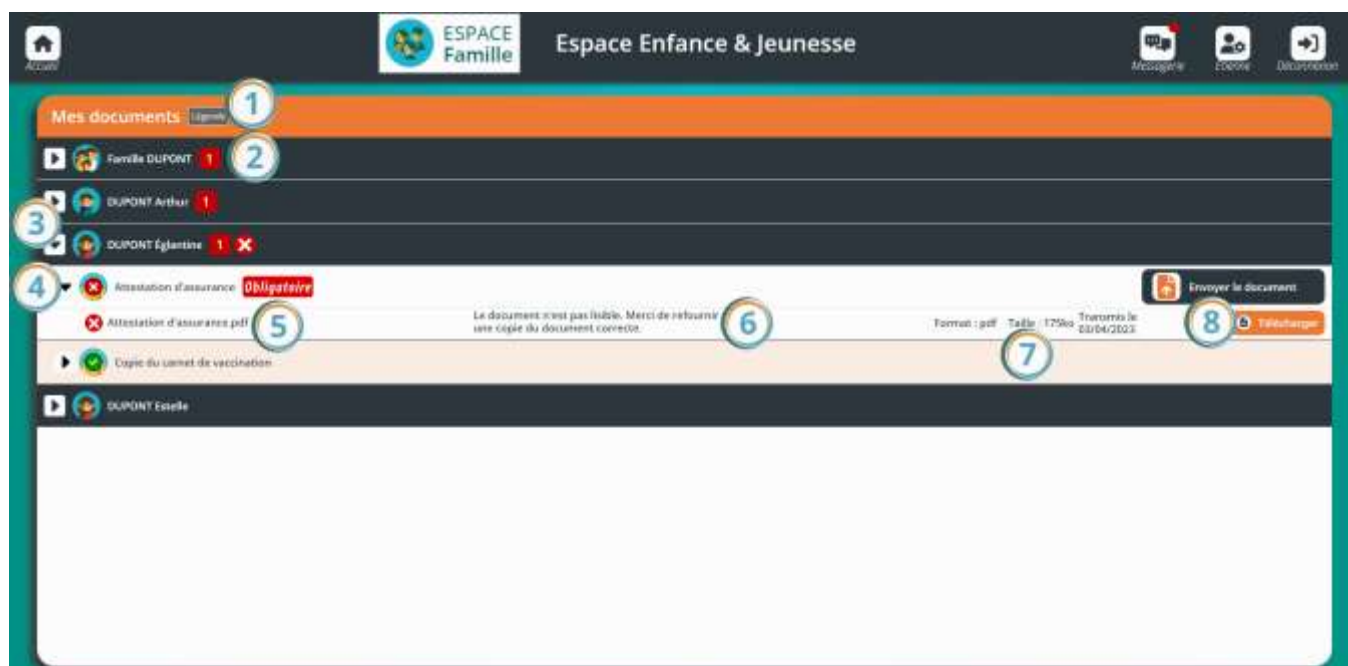 ESPACE
Famille
Espace Enfance & Jeunesse
Accueil
Messagerie
Etienne
Déconnexion
Mes documents Légende
1
Famille DUPONT 1
2
DUPONT Arthur 1
3
DUPONT Églantine 1
4
Attestation d'assurance Obligatoire
Envoyer le document
Attestation d'assurance.pdf
5
Le document n'est pas lisible. Merci de retourner
une copie du document correcte.
6
Format : pdf Taille : 175ko Transmis le
03/04/2023
7
8
Télécharger
Copie du carnet de vaccination
DUPONT Estelle